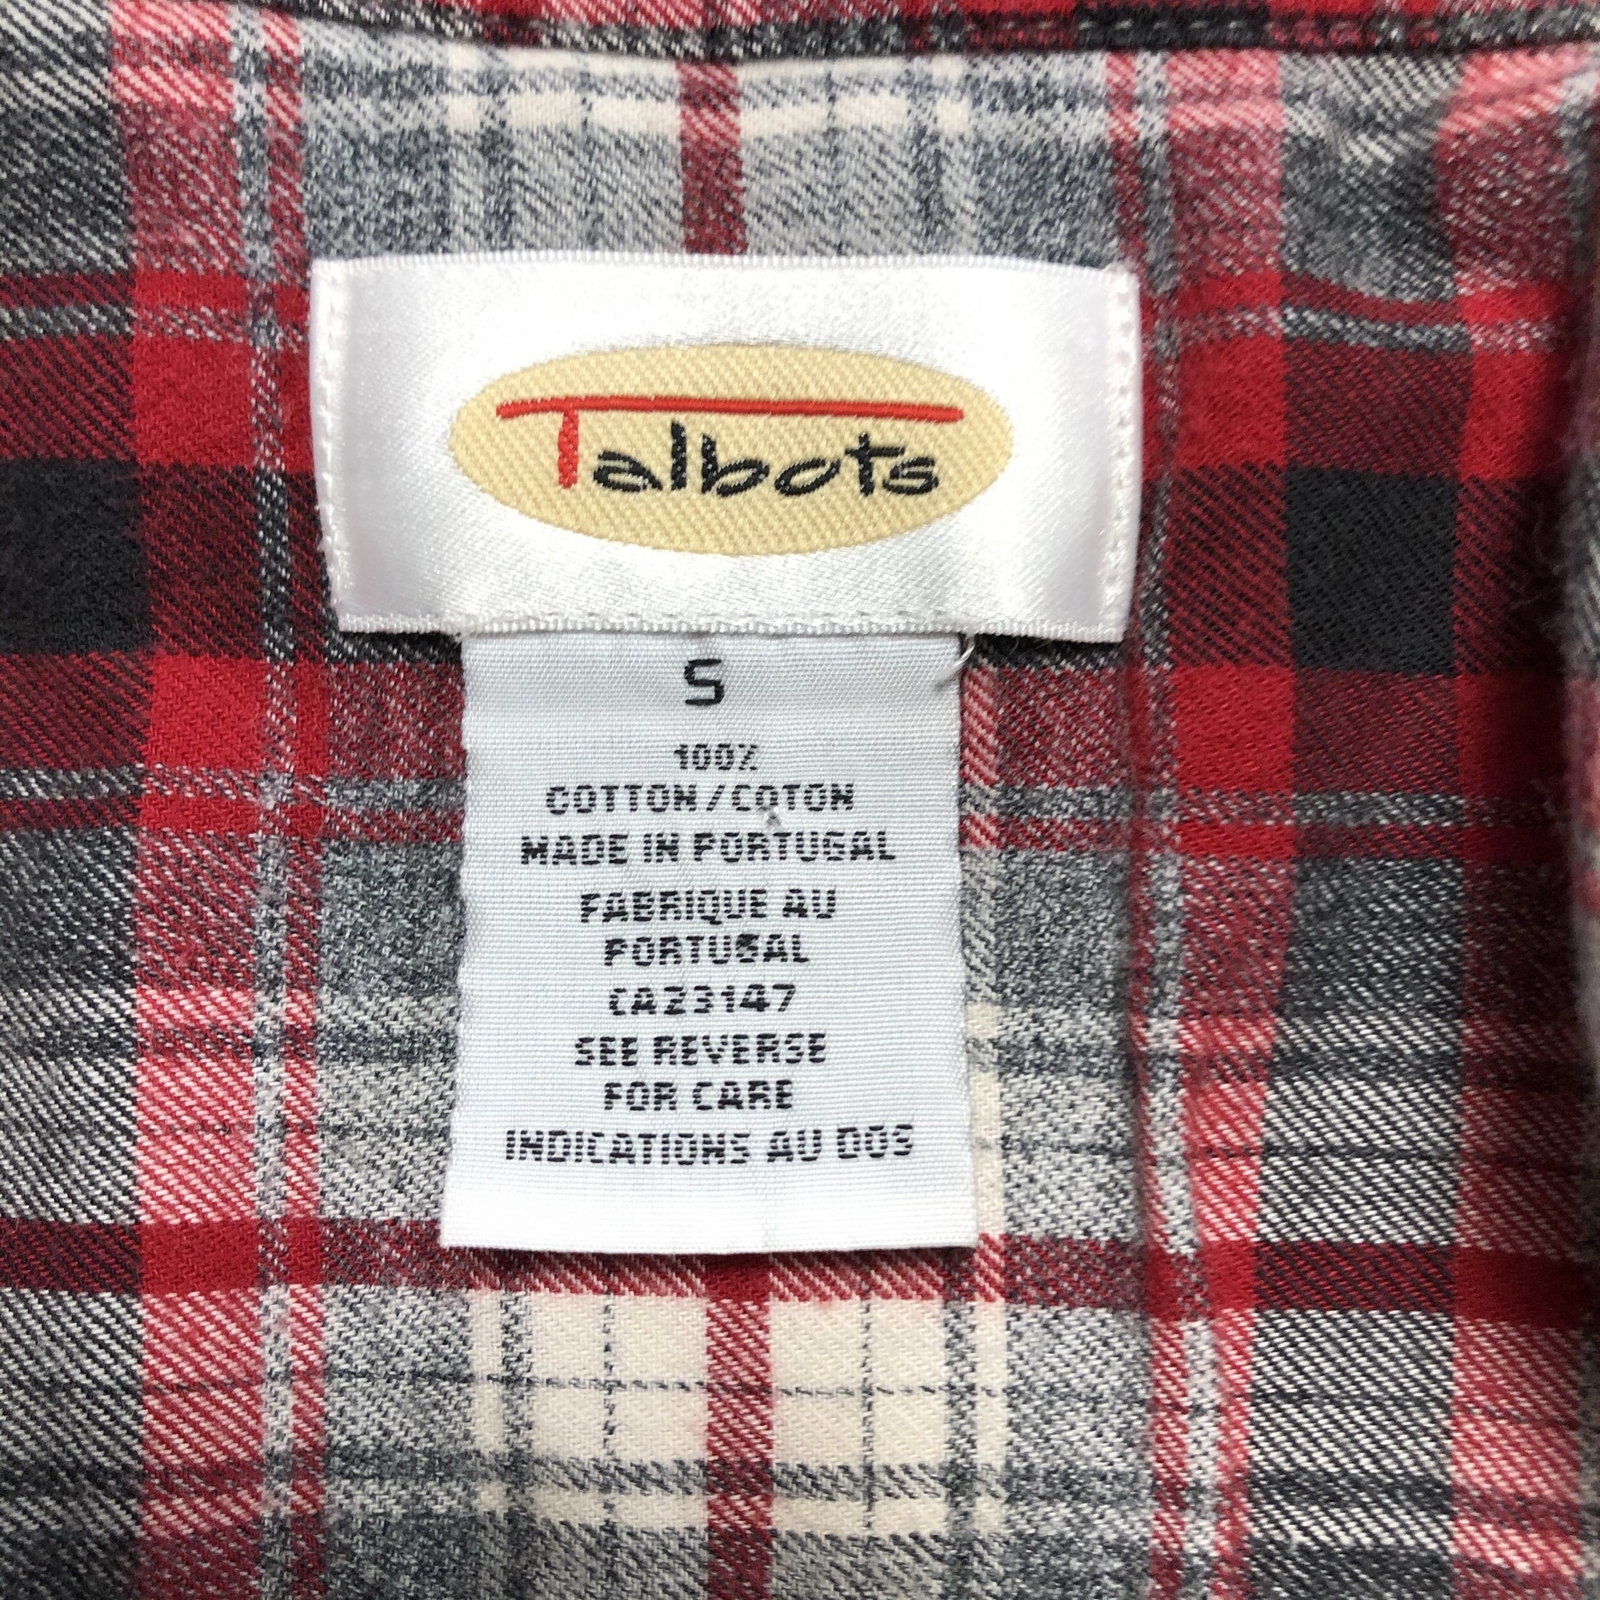 Talbots
S
100%
COTTON/COTON
MADE IN PORTUGAL
FABRIQUE AU
PORTUGAL
CA23147
SEE REVERSE
FOR CARE
INDICATIONS AU DOS